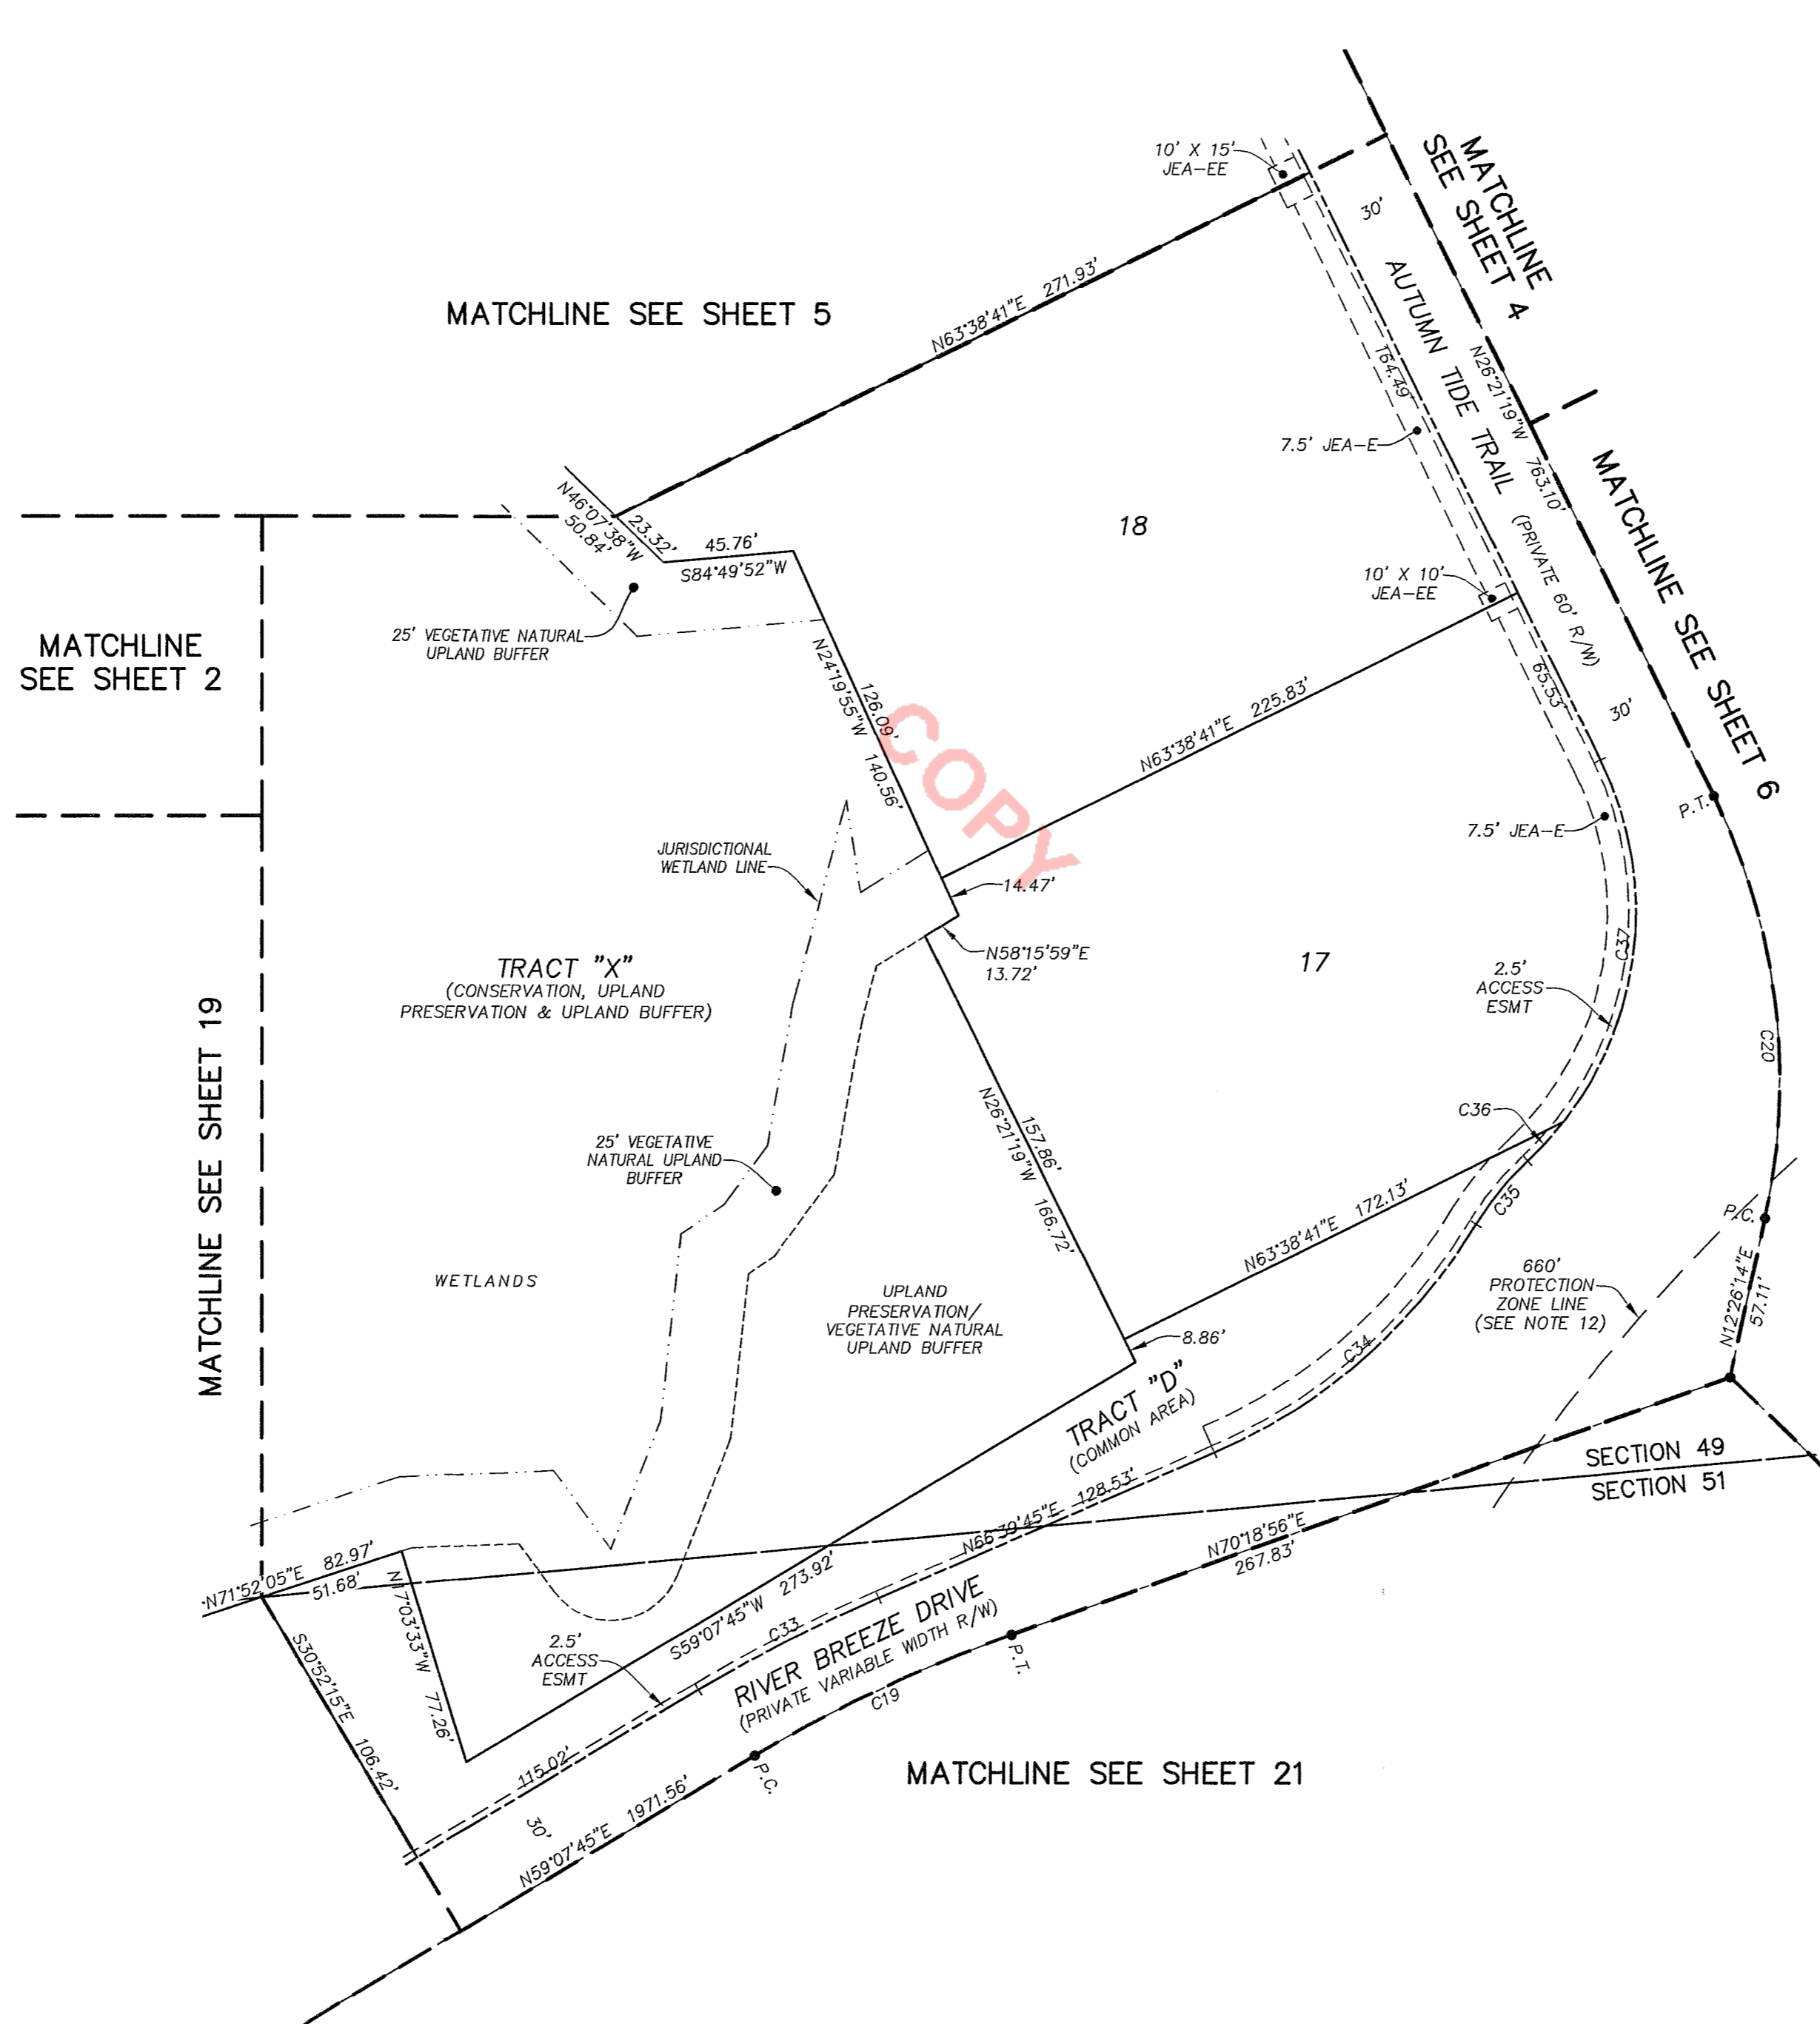 10' X 15'
JEA-EE
MATCHLINE
SEE SHEET 4
30'
MATCHLINE SEE SHEET 5
N63°38'41"E 271.93'
AUTUMN TIDE TRAIL (PRIVATE 60' R/W)
164.49'
N26°21'19"W 763.10'
7.5' JEA-E
MATCHLINE SEE SHEET 6
N46°07'38"W
50.84'
23.32'
45.76'
S84°49'52"W
18
10' X 10'
JEA-EE
25' VEGETATIVE NATURAL
UPLAND BUFFER
MATCHLINE
SEE SHEET 2
N24°19'55"W 140.56'
126.09'
COPY
N63°38'41"E 225.83'
65.53'
30'
P.T.
7.5' JEA-E
JURISDICTIONAL
WETLAND LINE
14.47'
N58°15'59"E
13.72'
17
TRACT "X"
(CONSERVATION, UPLAND
PRESERVATION & UPLAND BUFFER)
2.5'
ACCESS
ESMT
C37
C20
MATCHLINE SEE SHEET 19
C36
25' VEGETATIVE
NATURAL UPLAND
BUFFER
157.86'
N26°21'19"W 166.72'
N63°38'41"E 172.13'
C35
P.C.
WETLANDS
UPLAND
PRESERVATION/
VEGETATIVE NATURAL
UPLAND BUFFER
660'
PROTECTION
ZONE LINE
(SEE NOTE 12)
N12°26'14"E
57.11'
8.86'
C34
TRACT "D"
(COMMON AREA)
SECTION 49
SECTION 51
N66°39'45"E 128.53'
N70°18'56"E
267.83'
N71°52'05"E 82.97'
51.68'
N17°03'33"W 77.26'
S59°07'45"W 273.92'
C33
2.5'
ACCESS
ESMT
RIVER BREEZE DRIVE
(PRIVATE VARIABLE WIDTH R/W)
P.T.
C19
S30°52'15"E 106.42'
115.02'
P.C.
MATCHLINE SEE SHEET 21
30'
N59°07'45"E 1971.56'